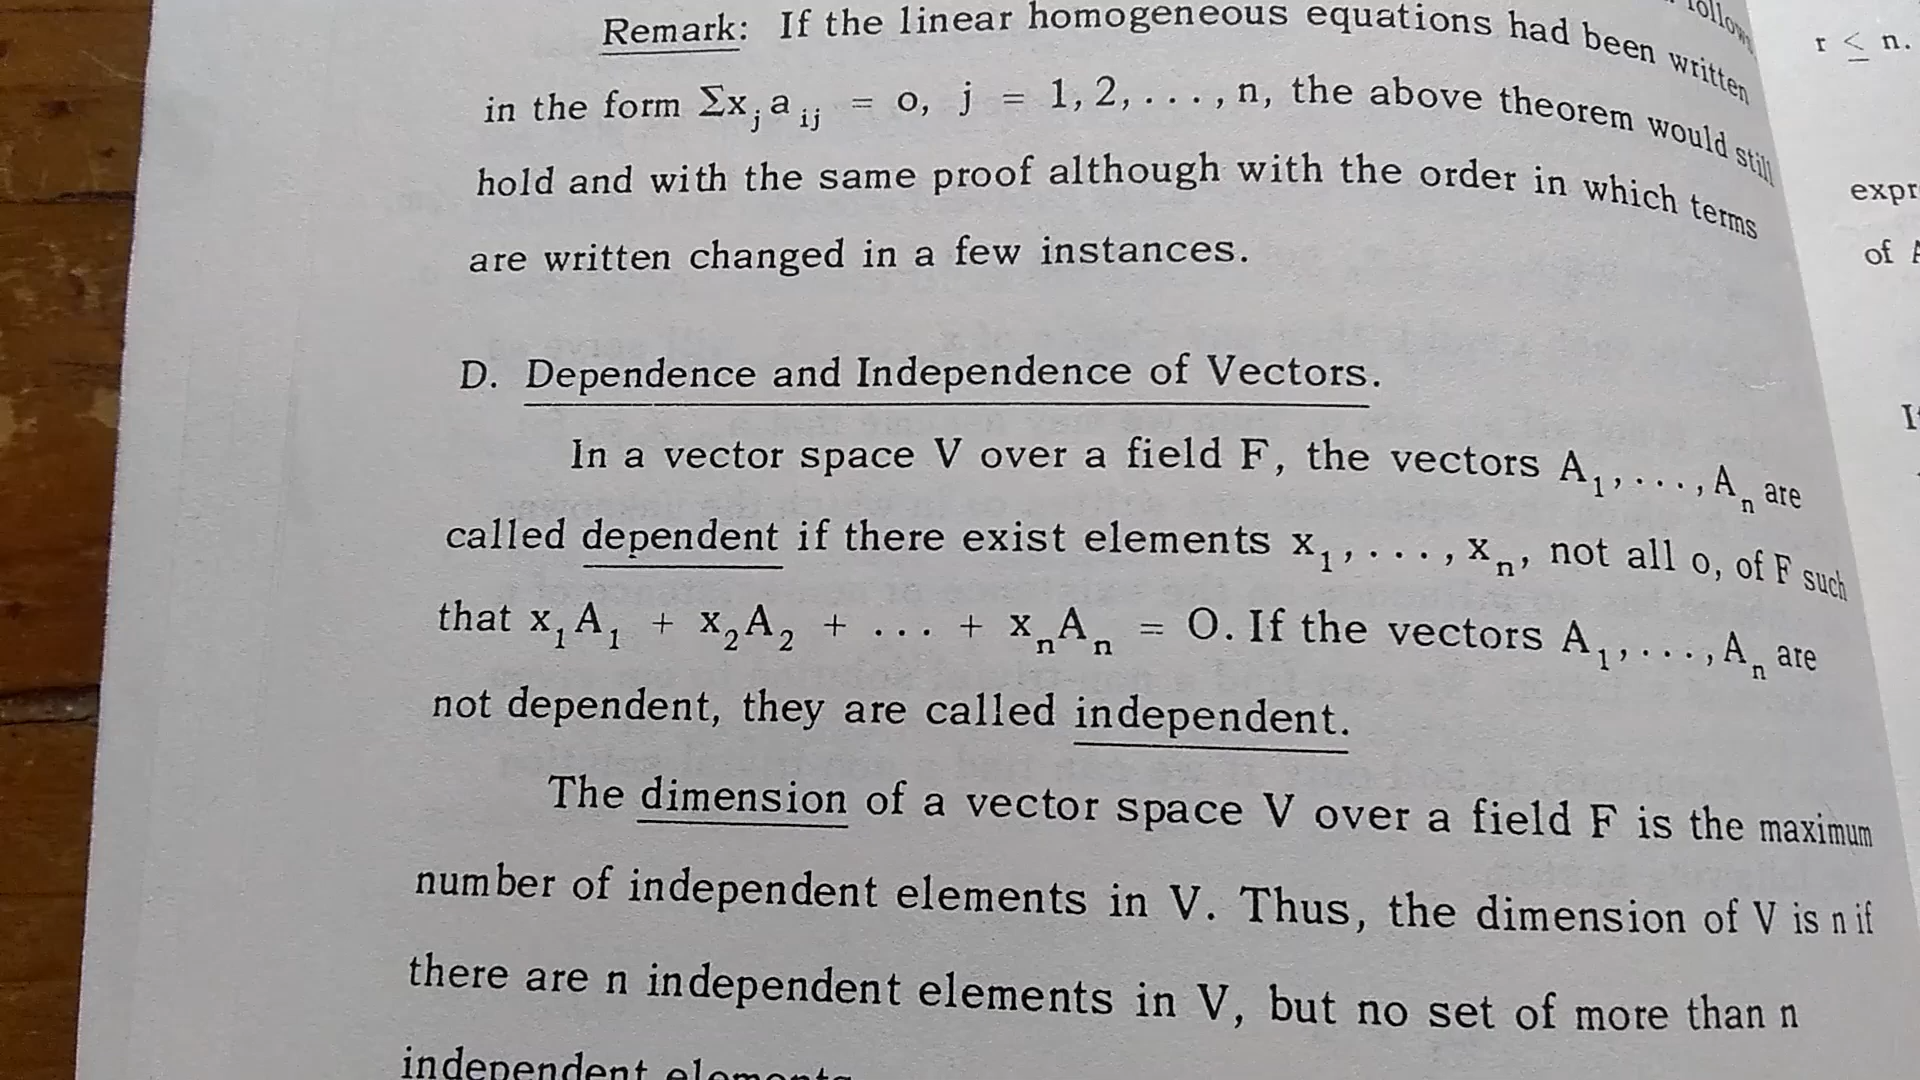 Remark: If the linear homogeneous equations had been written
in the form Σx_j a_ij = o, j = 1, 2, . . . , n, the above theorem would still
hold and with the same proof although with the order in which terms
are written changed in a few instances.
D. Dependence and Independence of Vectors.
In a vector space V over a field F, the vectors A_1, . . . , A_n are
called dependent if there exist elements x_1, . . . , x_n, not all o, of F such
that x_1A_1 + x_2A_2 + . . . + x_nA_n = O. If the vectors A_1, . . . , A_n are
not dependent, they are called independent.
The dimension of a vector space V over a field F is the maximum
number of independent elements in V. Thus, the dimension of V is n if
there are n independent elements in V, but no set of more than n
independent elements
r ≤ n.
of